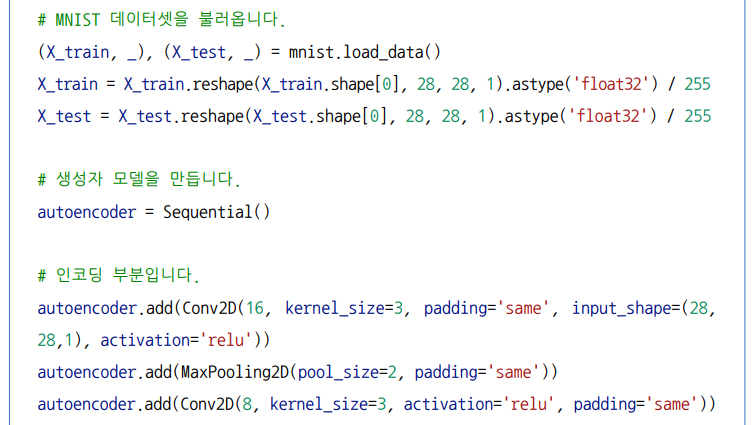 # MNIST 데이터셋을 불러옵니다.
(X_train, _), (X_test, _) = mnist.load_data()
X_train = X_train.reshape(X_train.shape[0], 28, 28, 1).astype('float32') / 255
X_test = X_test.reshape(X_test.shape[0], 28, 28, 1).astype('float32') / 255
# 생성자 모델을 만듭니다.
autoencoder = Sequential()
# 인코딩 부분입니다.
autoencoder.add(Conv2D(16, kernel_size=3, padding='same', input_shape=(28,
28,1), activation='relu'))
autoencoder.add(MaxPooling2D(pool_size=2, padding='same'))
autoencoder.add(Conv2D(8, kernel_size=3, activation='relu', padding='same'))